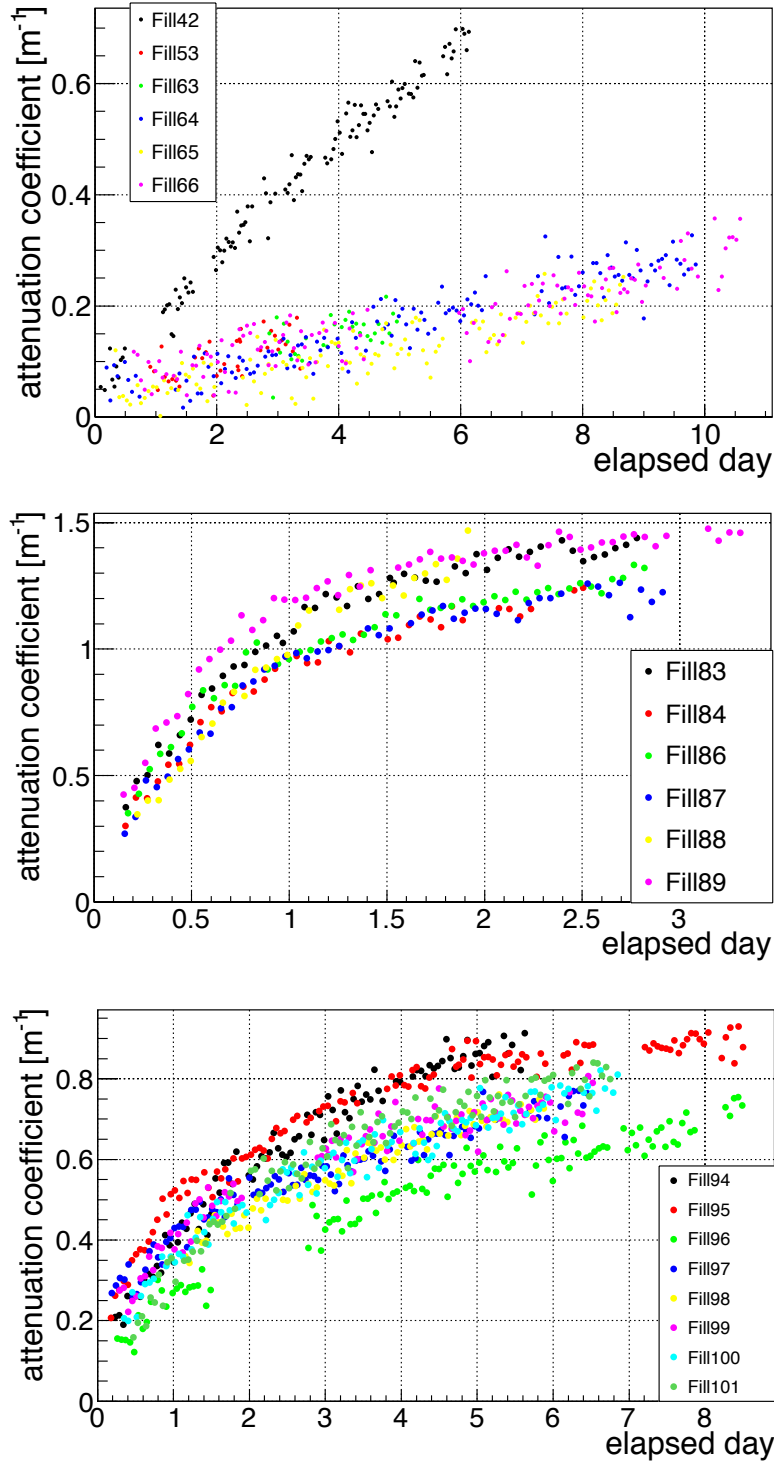 attenuation coefficient [m⁻¹]
0.6
0.4
0.2
0
Fill42
Fill53
Fill63
Fill64
Fill65
Fill66
0 2 4 6 8 10
elapsed day
attenuation coefficient [m⁻¹]
1.5
1
0.5
0
Fill83
Fill84
Fill86
Fill87
Fill88
Fill89
0 0.5 1 1.5 2 2.5 3
elapsed day
attenuation coefficient [m⁻¹]
0.8
0.6
0.4
0.2
0
Fill94
Fill95
Fill96
Fill97
Fill98
Fill99
Fill100
Fill101
0 1 2 3 4 5 6 7 8
elapsed day